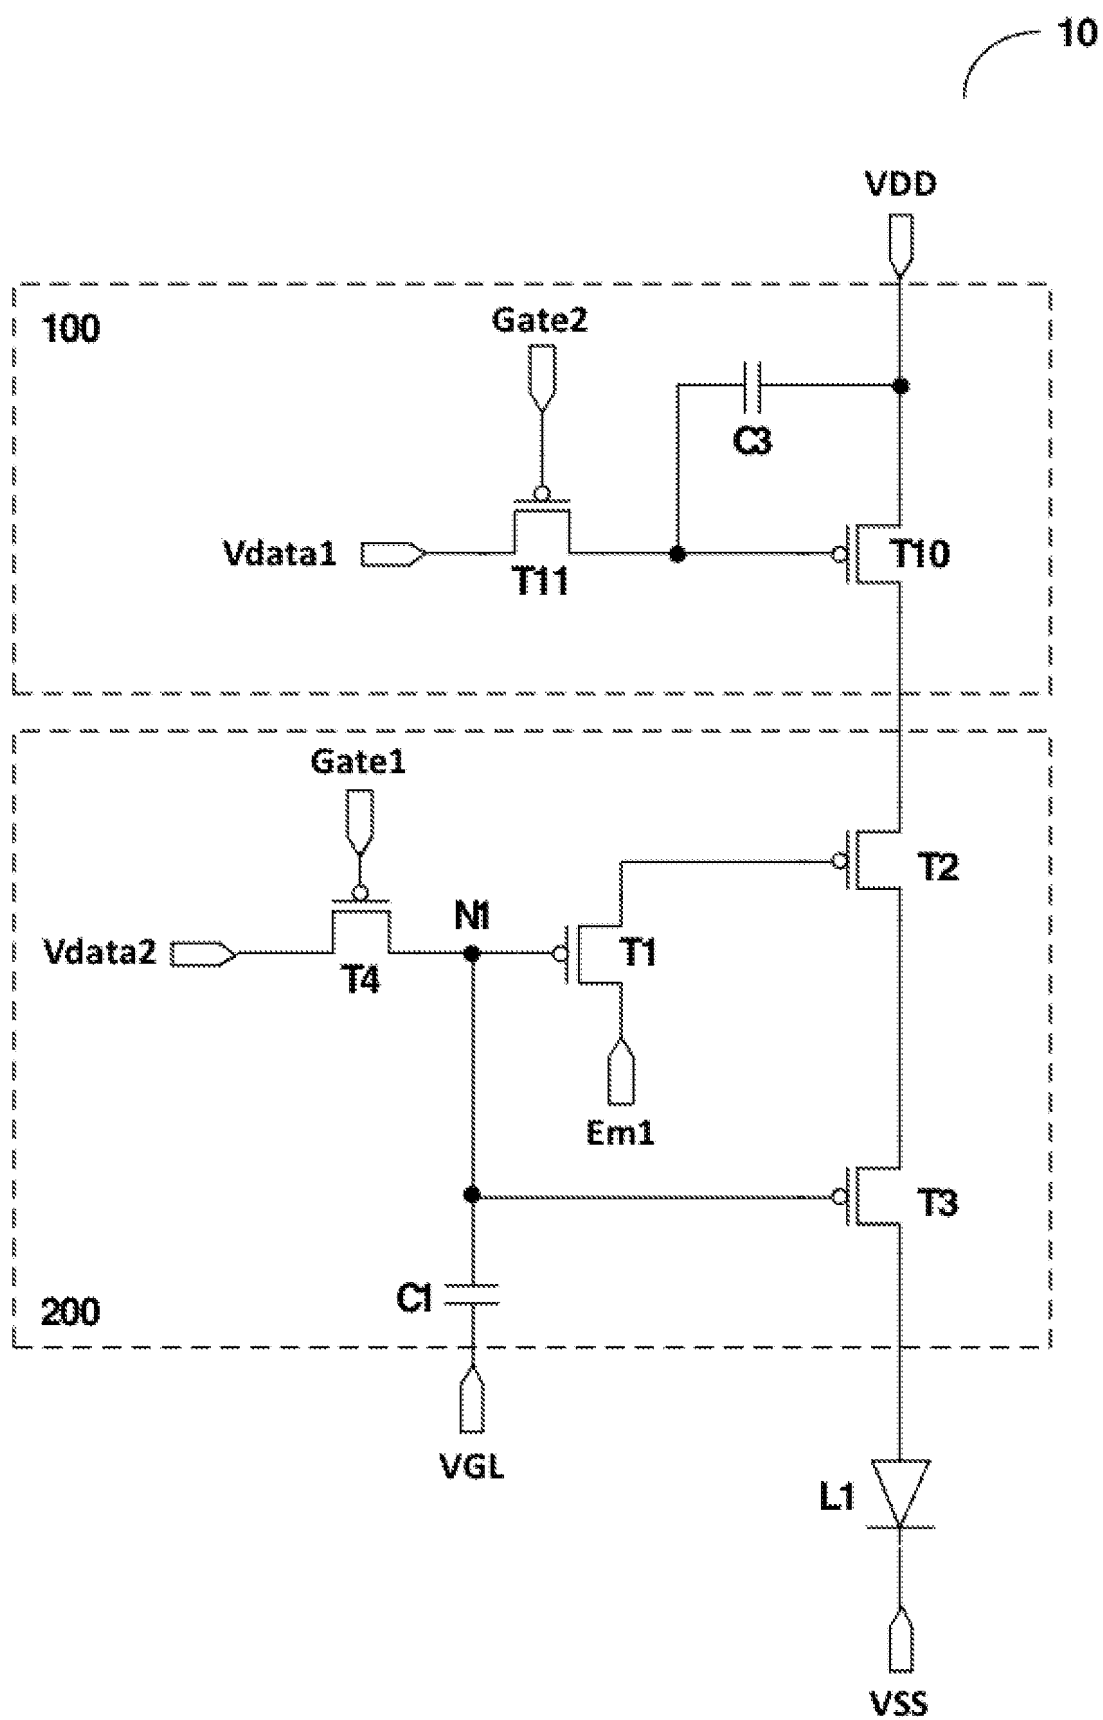 10
VDD
100
Gate2
C3
Vdata1
T11
T10
Gate1
T2
N1
Vdata2
T4
T1
Em1
T3
C1
200
VGL
L1
VSS